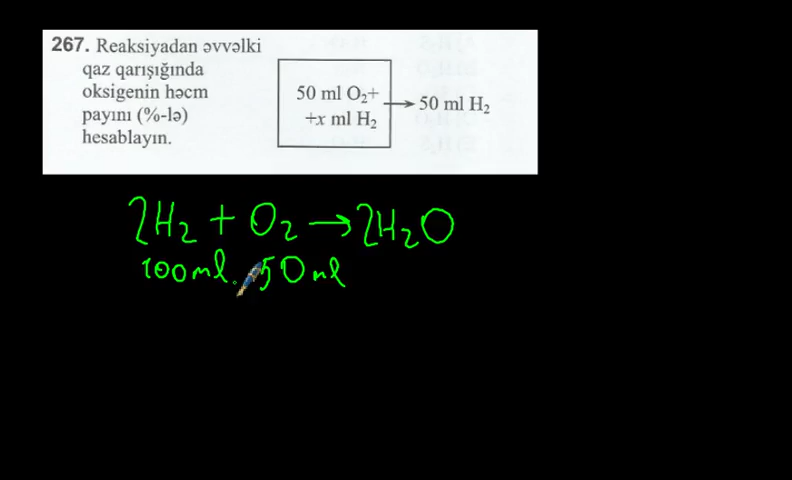 267. Reaksiyadan əvvəlki
qaz qarışığında
oksigenin həcm
payını (%-lə)
hesablayın.
50 ml O₂+
+x ml H₂
50 ml H₂
2H₂ + O₂ → 2H₂O
100ml. 50ml